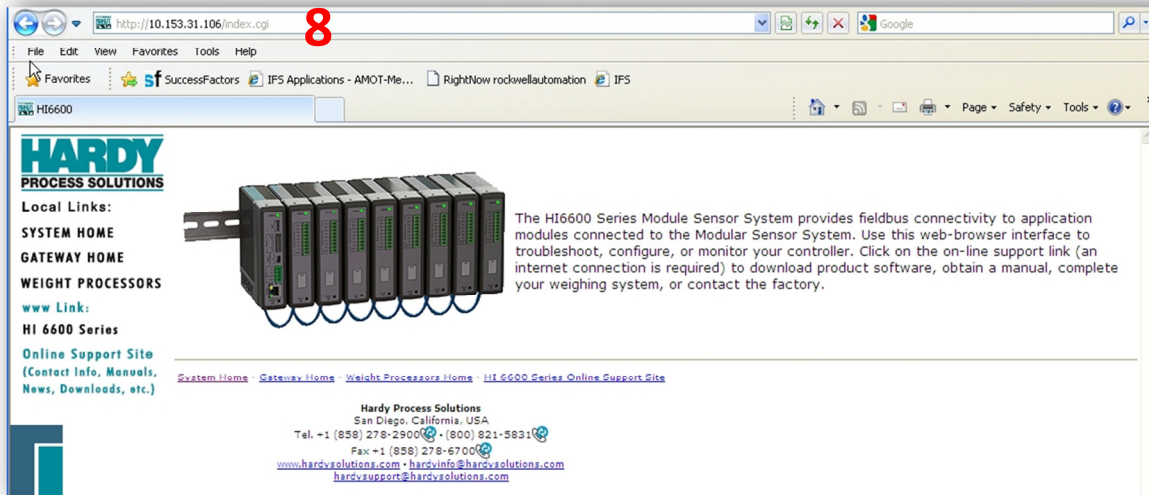 http://10.153.31.106/index.cgi
8
Google
File Edit View Favorites Tools Help
Favorites
SuccessFactors
IFS Applications - AMOT-Me...
RightNow rockwellautomation
IFS
HI6600
Page Safety Tools
HARDY
PROCESS SOLUTIONS
Local Links:
SYSTEM HOME
GATEWAY HOME
WEIGHT PROCESSORS
www Link:
HI 6600 Series
Online Support Site
(Contact Info, Manuals,
News, Downloads, etc.)
The HI6600 Series Module Sensor System provides fieldbus connectivity to application
modules connected to the Modular Sensor System. Use this web-browser interface to
troubleshoot, configure, or monitor your controller. Click on the on-line support link (an
internet connection is required) to download product software, obtain a manual, complete
your weighing system, or contact the factory.
System Home - Gateway Home - Weight Processors Home - HI 6600 Series Online Support Site
Hardy Process Solutions
San Diego, California, USA
Tel. +1 (858) 278-2900 • (800) 821-5831
Fax +1 (858) 278-6700
www.hardysolutions.com • hardyinfo@hardysolutions.com
hardysupport@hardysolutions.com